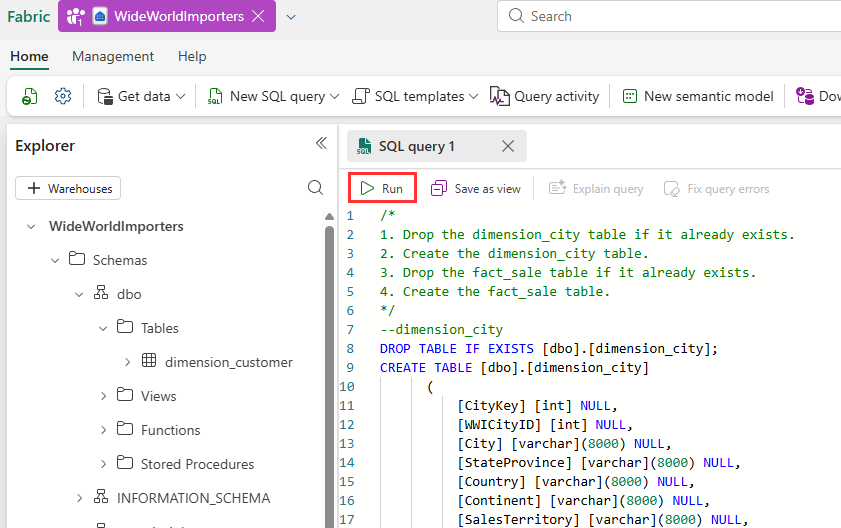 Fabric
1
WideWorldImporters
Search
Home
Management
Help
Get data
SQL
New SQL query
SQL templates
Query activity
New semantic model
Dow
Explorer
Warehouses
WideWorldImporters
Schemas
dbo
Tables
dimension_customer
Views
Functions
Stored Procedures
INFORMATION_SCHEMA
SQL
SQL query 1
Run
Save as view
Explain query
Fix query errors
1 /*
2 1. Drop the dimension_city table if it already exists.
3 2. Create the dimension_city table.
4 3. Drop the fact_sale table if it already exists.
5 4. Create the fact_sale table.
6 */
7 --dimension_city
8 DROP TABLE IF EXISTS [dbo].[dimension_city];
9 CREATE TABLE [dbo].[dimension_city]
10 (
11 [CityKey] [int] NULL,
12 [WWICityID] [int] NULL,
13 [City] [varchar](8000) NULL,
14 [StateProvince] [varchar](8000) NULL,
15 [Country] [varchar](8000) NULL,
16 [Continent] [varchar](8000) NULL,
17 [SalesTerritory] [varchar](8000) NULL,